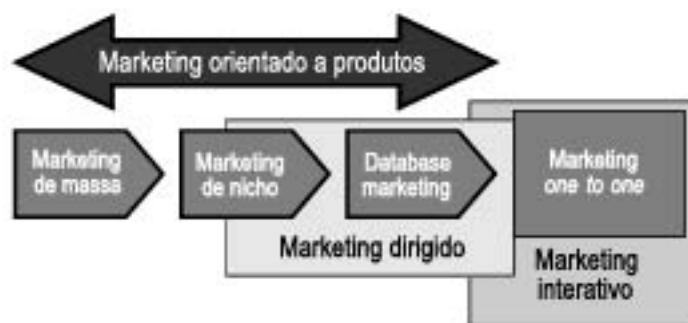 Marketing orientado a produtos
Marketing
de massa
Marketing
de nicho
Database
marketing
Marketing
one to one
Marketing dirigido
Marketing
interativo